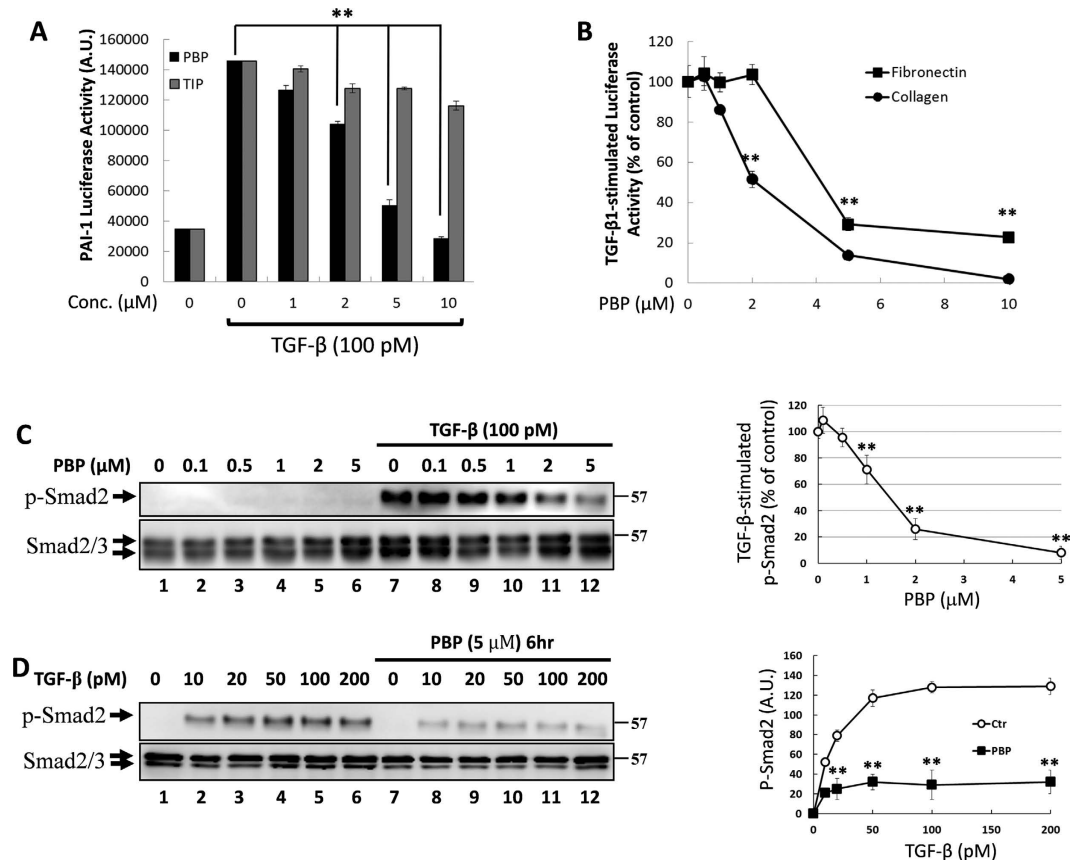 A
PAI-1 Luciferase Activity (A.U.)
160000
140000
120000
100000
80000
60000
40000
20000
0
**
PBP
TIP
Conc. (μM) 0 0 1 2 5 10
TGF-β (100 pM)
B
TGF-β1-stimulated Luciferase
Activity (% of control)
120
100
80
60
40
20
0
Fibronectin
Collagen
**
** **
PBP (μM) 2 4 6 8 10
C
TGF-β (100 pM)
PBP (μM) 0 0.1 0.5 1 2 5 0 0.1 0.5 1 2 5
p-Smad2 57
Smad2/3 57
1 2 3 4 5 6 7 8 9 10 11 12
TGF-β-stimulated
p-Smad2 (% of control)
120
100
80
60
40
20
0
**
**
**
0 1 2 3 4 5
PBP (μM)
D
PBP (5 μM) 6hr
TGF-β (pM) 0 10 20 50 100 200 0 10 20 50 100 200
p-Smad2 57
Smad2/3 57
1 2 3 4 5 6 7 8 9 10 11 12
P-Smad2 (A.U.)
160
140
120
100
80
60
40
20
0
Ctr
PBP
** ** ** **
0 50 100 150 200
TGF-β (pM)